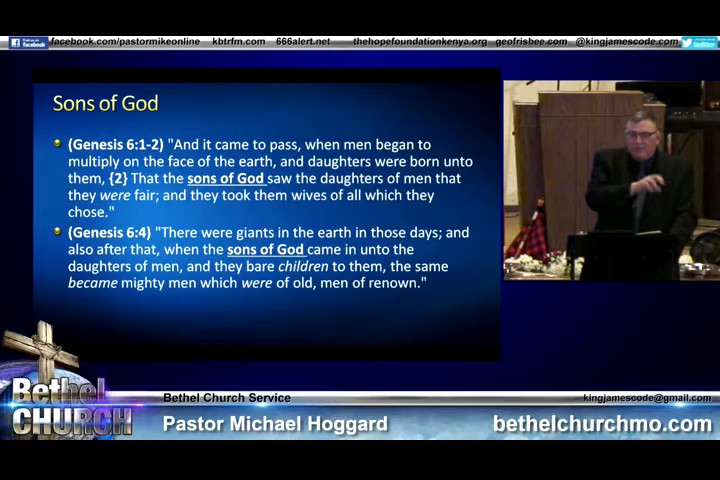 Find us on facebook facebook.com/pastormikeonline kbtrfm.com 666alert.net thehopefoundationkenya.org geofrisbee.com @kingjamescode.com twitter
Sons of God
(Genesis 6:1-2) "And it came to pass, when men began to
multiply on the face of the earth, and daughters were born unto
them, {2} That the sons of God saw the daughters of men that
they were fair; and they took them wives of all which they
chose."
(Genesis 6:4) "There were giants in the earth in those days; and
also after that, when the sons of God came in unto the
daughters of men, and they bare children to them, the same
became mighty men which were of old, men of renown."
Bethel
CHURCH
Bethel Church Service
kingjamescode@gmail.com
Pastor Michael Hoggard
bethelchurchmo.com